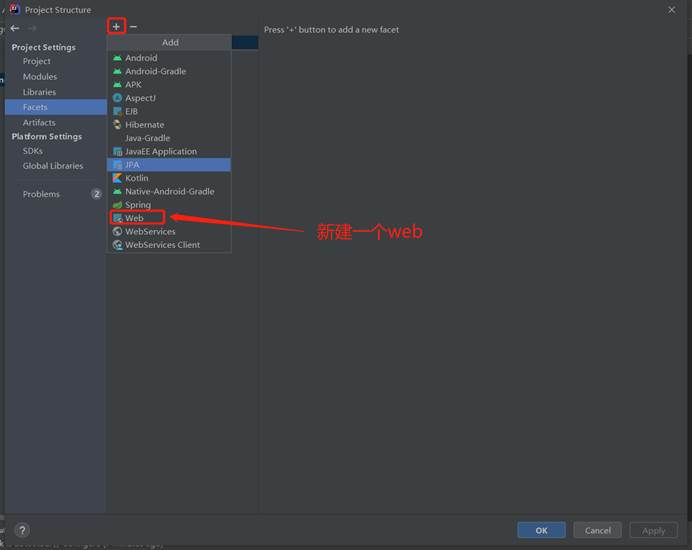 Project Structure
Project Settings
Project
Modules
Libraries
Facets
Artifacts
Platform Settings
SDKs
Global Libraries
Problems 2
Add
Android
Android-Gradle
APK
AspectJ
EJB
Hibernate
Java-Gradle
JavaEE Application
JPA
Kotlin
Native-Android-Gradle
Spring
Web
WebServices
WebServices Client
Press '+' button to add a new facet
新建一个web
OK Cancel Apply